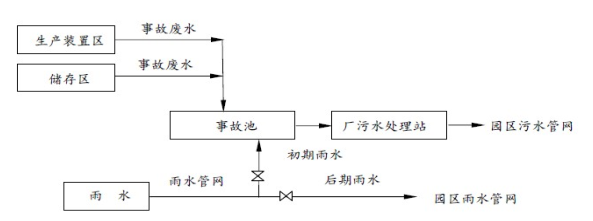 事故废水
生产装置区
事故废水
储存区
事故池
厂污水处理站
园区污水管网
初期雨水
雨水管网
后期雨水
雨 水
园区雨水管网